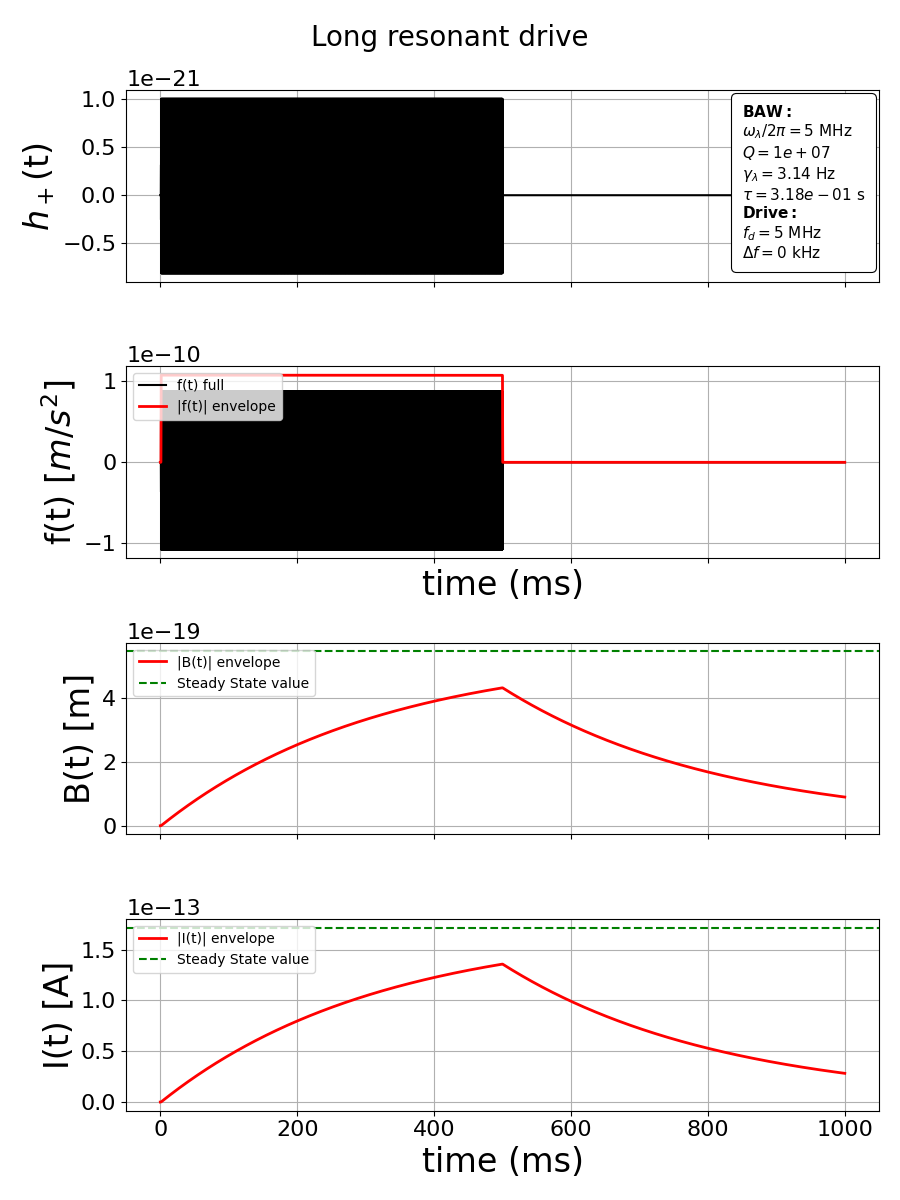 Long resonant drive
1e−21
h₊(t)
1.0
0.5
0.0
−0.5
BAW:
ω_λ/2π = 5 MHz
Q = 1e + 07
γ_λ = 3.14 Hz
τ = 3.18e − 01 s
Drive:
f_d = 5 MHz
Δf = 0 kHz
1e−10
f(t) [m/s²]
1
0
−1
f(t) full
|f(t)| envelope
time (ms)
1e−19
B(t) [m]
4
2
0
|B(t)| envelope
Steady State value
1e−13
I(t) [A]
1.5
1.0
0.5
0.0
|I(t)| envelope
Steady State value
0 200 400 600 800 1000
time (ms)